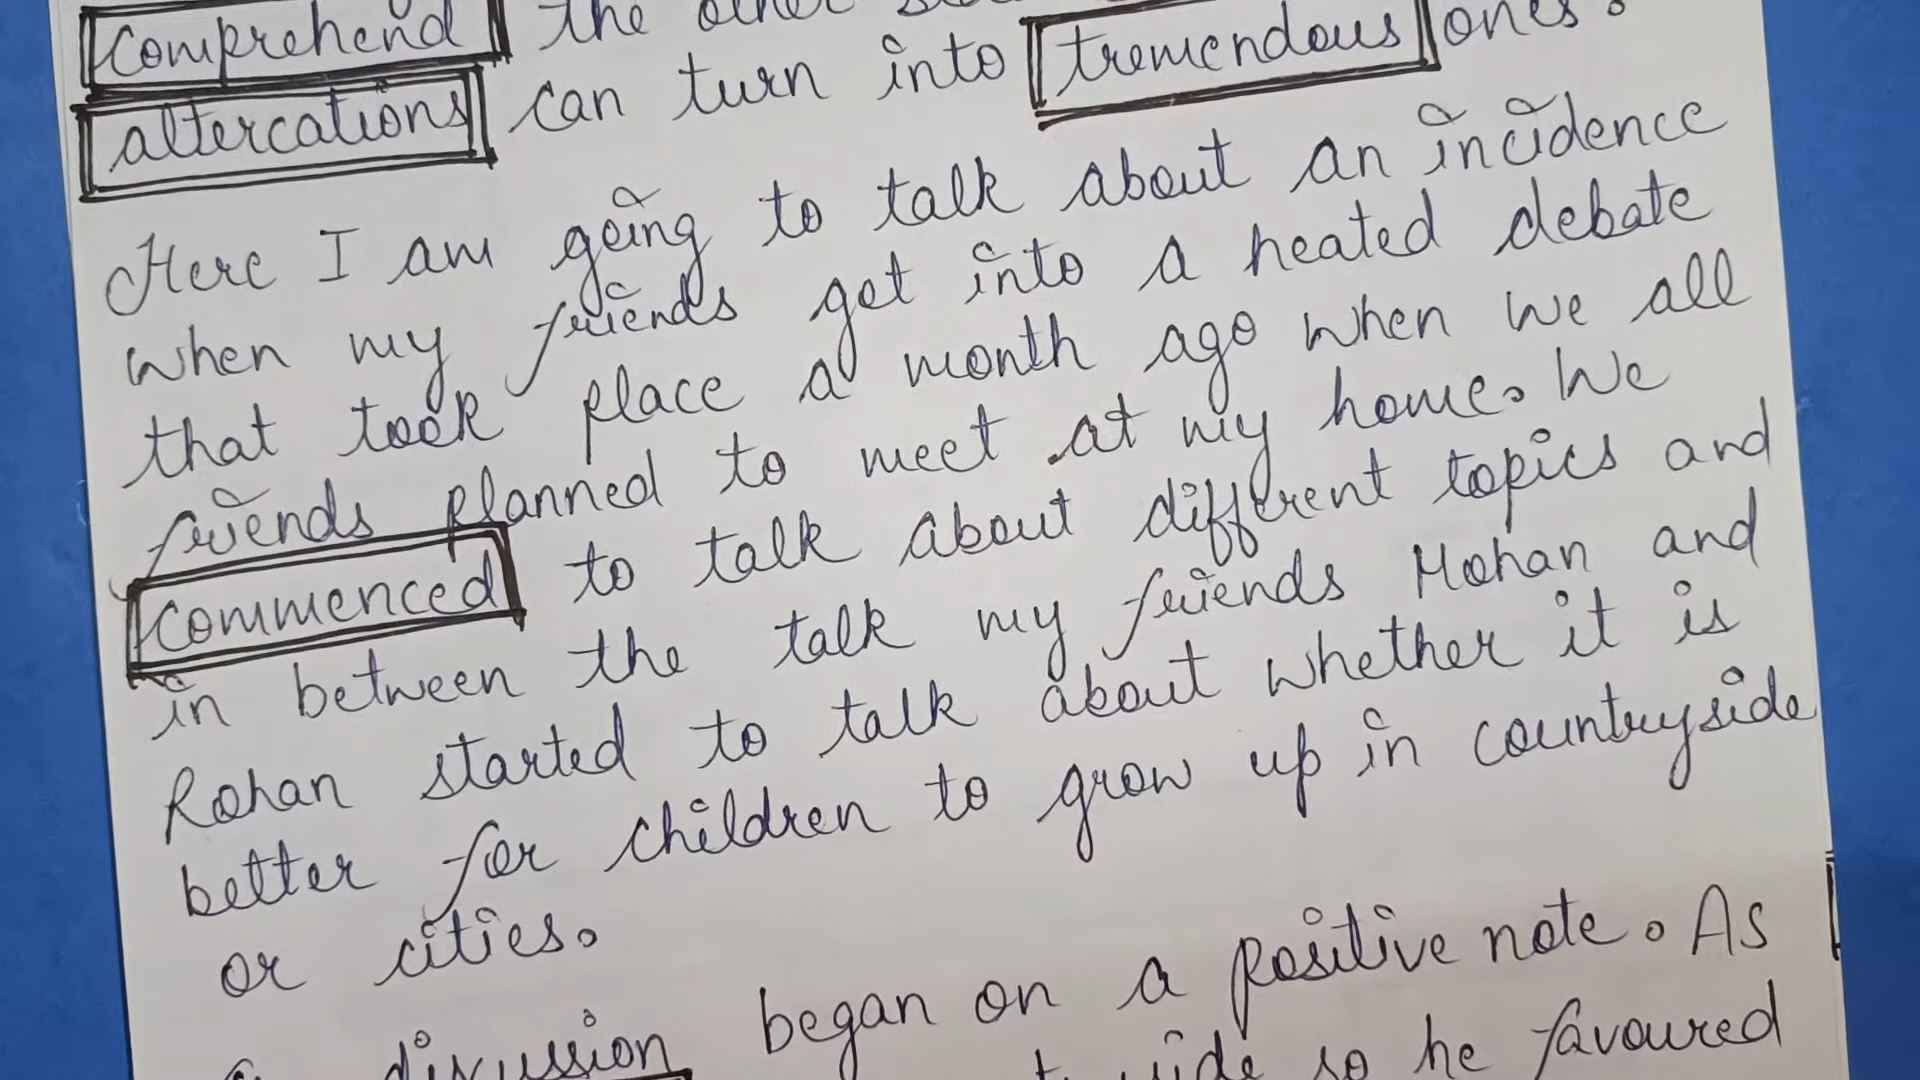 comprehend the other
altercations can turn into tremendous ones.
Here I am going to talk about an incidence
when my friends get into a heated debate
that took place a month ago when we all
friends planned to meet at my home. We
commenced to talk about different topics and
in between the talk my friends Mohan and
Rohan started to talk about whether it is
better for children to grow up in countryside
or cities.
discussion began on a positive note. As
so he favoured